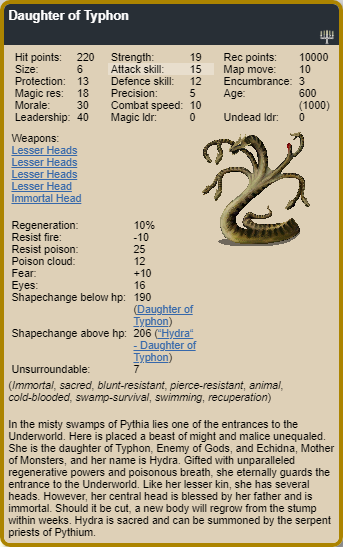 Daughter of Typhon
Hit points: 220 Strength: 19 Rec points: 10000
Size: 6 Attack skill: 15 Map move: 10
Protection: 13 Defence skill: 12 Encumbrance: 3
Magic res: 18 Precision: 5 Age: 600
Morale: 30 Combat speed: 10 (1000)
Leadership: 40 Magic ldr: 0 Undead ldr: 0
Weapons:
Lesser Heads
Lesser Heads
Lesser Heads
Lesser Head
Immortal Head
Regeneration: 10%
Resist fire: -10
Resist poison: 25
Poison cloud: 12
Fear: +10
Eyes: 16
Shapechange below hp: 190
(Daughter of
Typhon)
Shapechange above hp: 206 ("Hydra"
- Daughter of
Typhon)
Unsurroundable: 7
(Immortal, sacred, blunt-resistant, pierce-resistant, animal,
cold-blooded, swamp-survival, swimming, recuperation)
In the misty swamps of Pythia lies one of the entrances to the
Underworld. Here is placed a beast of might and malice unequaled.
She is the daughter of Typhon, Enemy of Gods, and Echidna, Mother
of Monsters, and her name is Hydra. Gifted with unparalleled
regenerative powers and poisonous breath, she eternally guards the
entrance to the Underworld. Like her lesser kin, she has several
heads. However, her central head is blessed by her father and is
immortal. Should it be cut, a new body will regrow from the stump
within weeks. Hydra is sacred and can be summoned by the serpent
priests of Pythium.